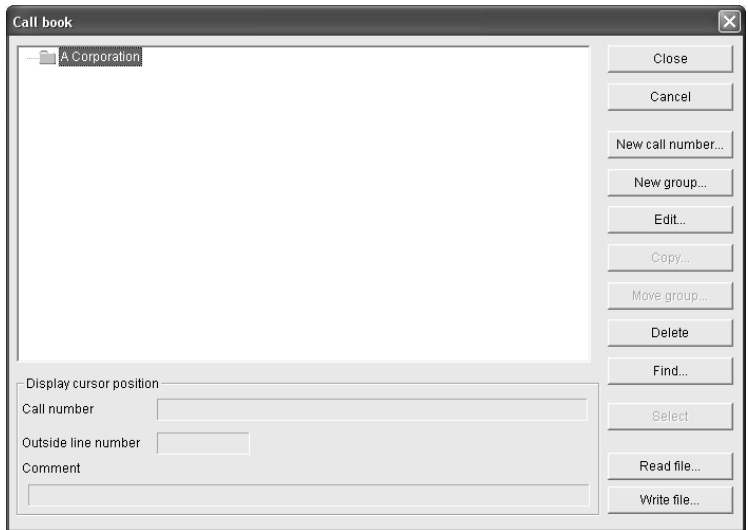 Call book
A Corporation
Close
Cancel
New call number...
New group...
Edit...
Copy...
Move group...
Delete
Find...
Display cursor position
Call number
Select
Outside line number
Comment
Read file...
Write file...